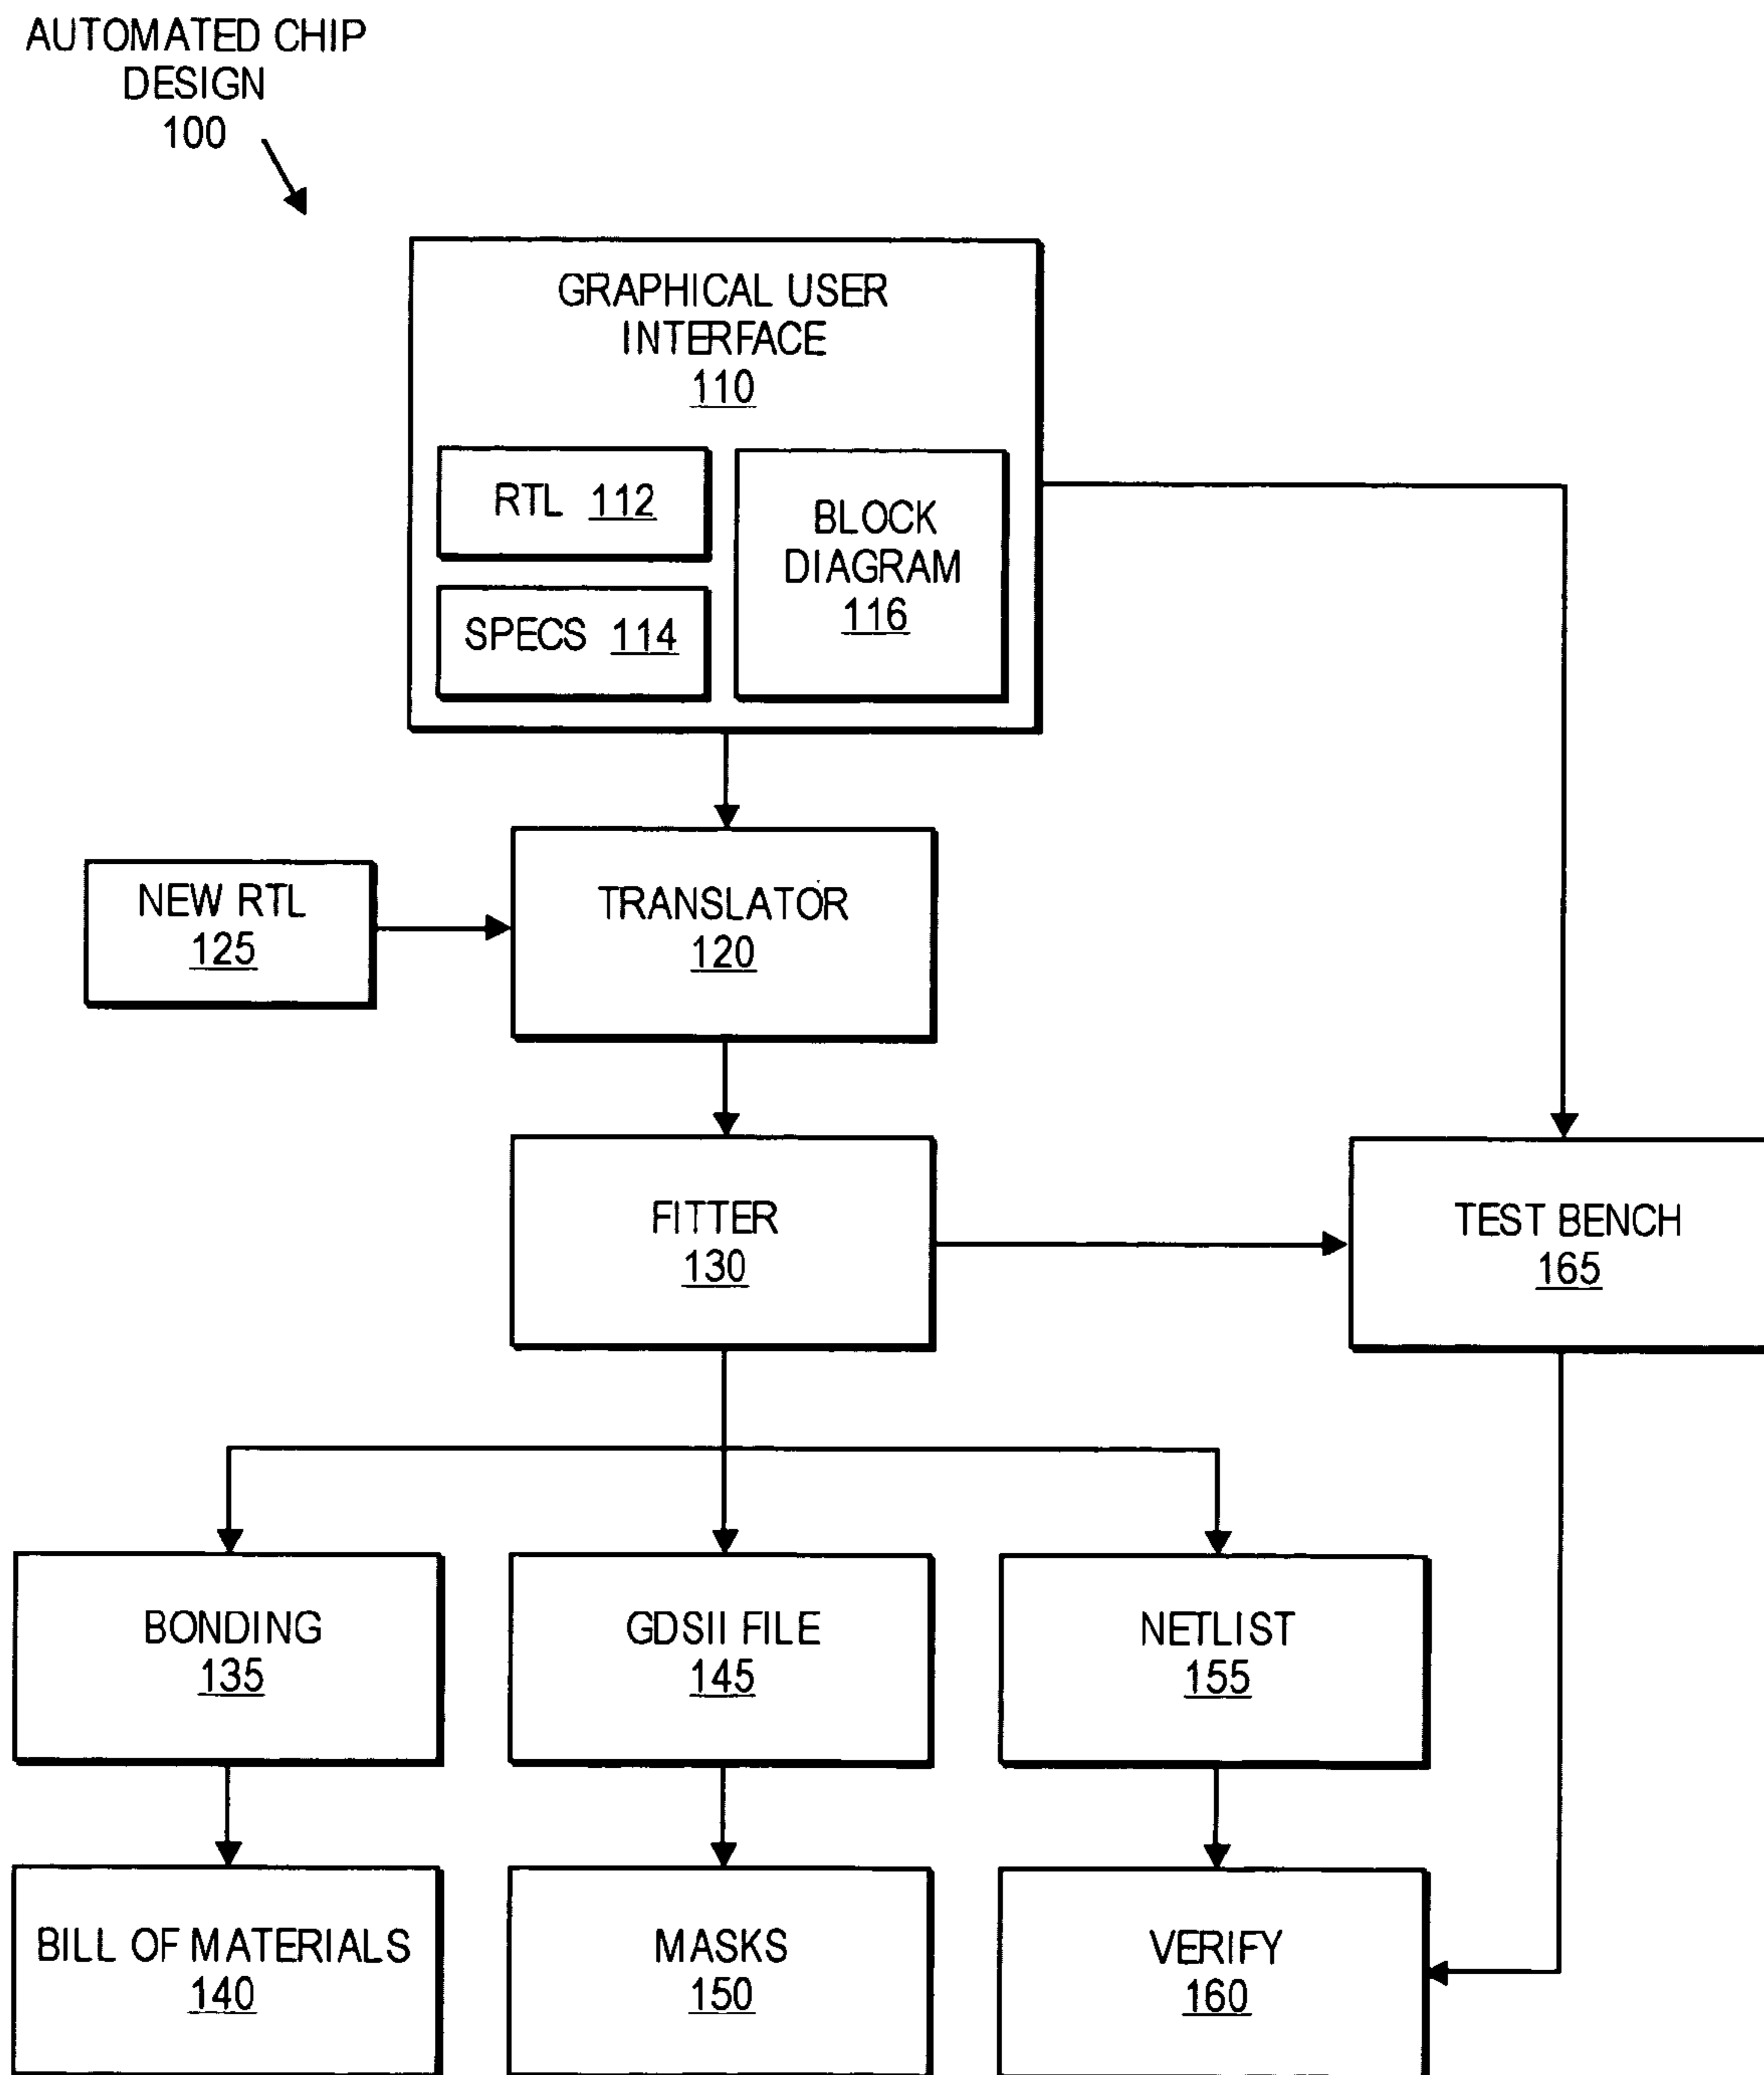 AUTOMATED CHIP
DESIGN
100
GRAPHICAL USER
INTERFACE
110
RTL 112
SPECS 114
BLOCK
DIAGRAM
116
NEW RTL
125
TRANSLATOR
120
FITTER
130
TEST BENCH
165
BONDING
135
GDSII FILE
145
NETLIST
155
BILL OF MATERIALS
140
MASKS
150
VERIFY
160